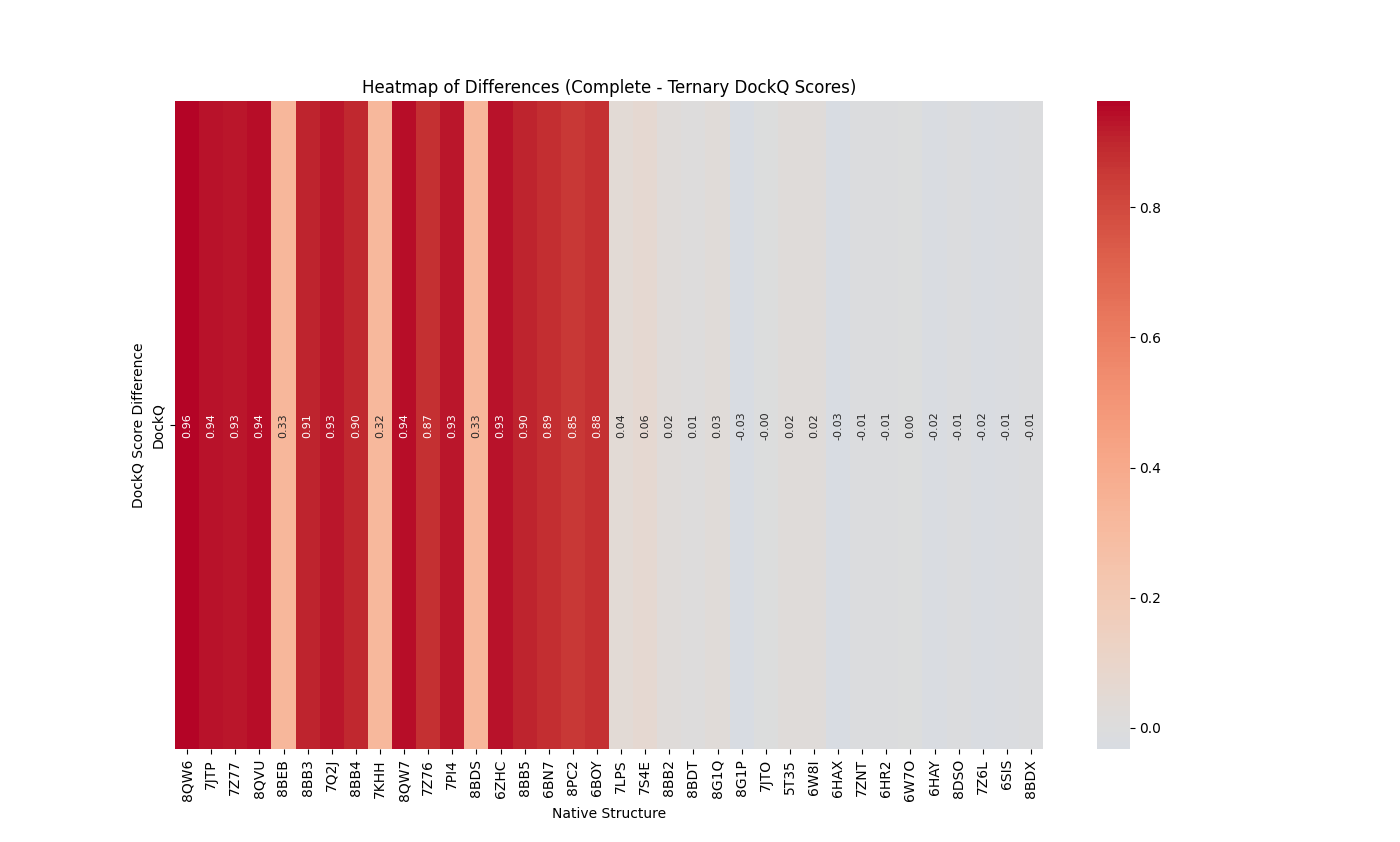 Heatmap of Differences (Complete - Ternary DockQ Scores)
DockQ Score Difference
DockQ
0.96 0.94 0.93 0.94 0.33 0.91 0.93 0.90 0.32 0.94 0.87 0.93 0.33 0.93 0.90 0.89 0.85 0.88 0.04 0.06 0.02 0.01 0.03 -0.03 -0.00 0.02 0.02 -0.03 -0.01 -0.01 0.00 -0.02 -0.01 -0.02 -0.01 -0.01
8QW6 7JTP 7Z77 8QVU 8BEB 8BB3 7Q2J 8BB4 7KHH 8QW7 7Z76 7PI4 8BDS 6ZHC 8BB5 6BN7 8PC2 6BOY 7LPS 7S4E 8BB2 8BDT 8G1Q 8G1P 7JTO 5T35 6W8I 6HAX 7ZNT 6HR2 6W7O 6HAY 8DSO 7Z6L 6SIS 8BDX
Native Structure
0.8
0.6
0.4
0.2
0.0